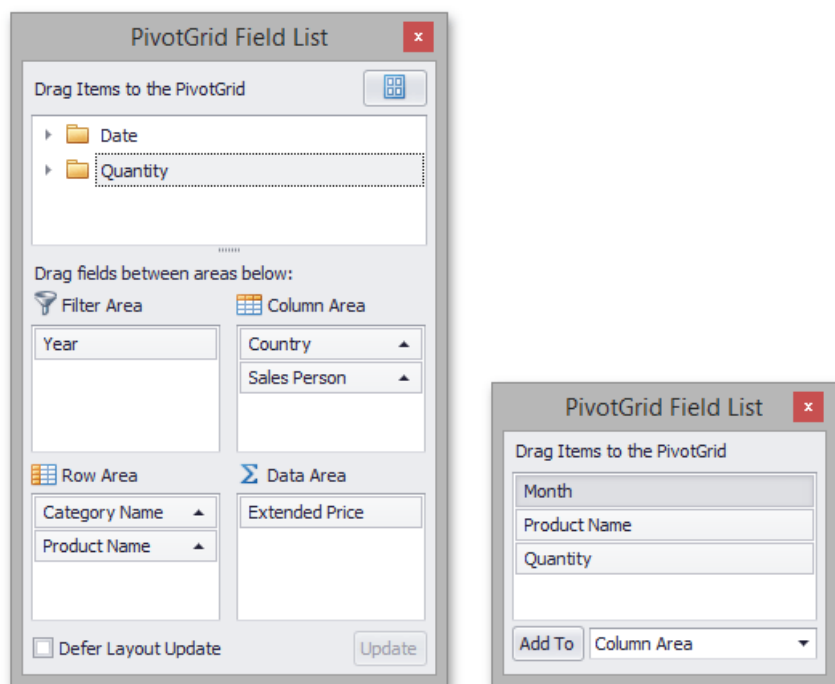 PivotGrid Field List x
Drag Items to the PivotGrid
Date
Quantity
Drag fields between areas below:
Filter Area
Year
Column Area
Country
Sales Person
Row Area
Category Name
Product Name
Σ Data Area
Extended Price
Defer Layout Update
Update
PivotGrid Field List x
Drag Items to the PivotGrid
Month
Product Name
Quantity
Add To
Column Area